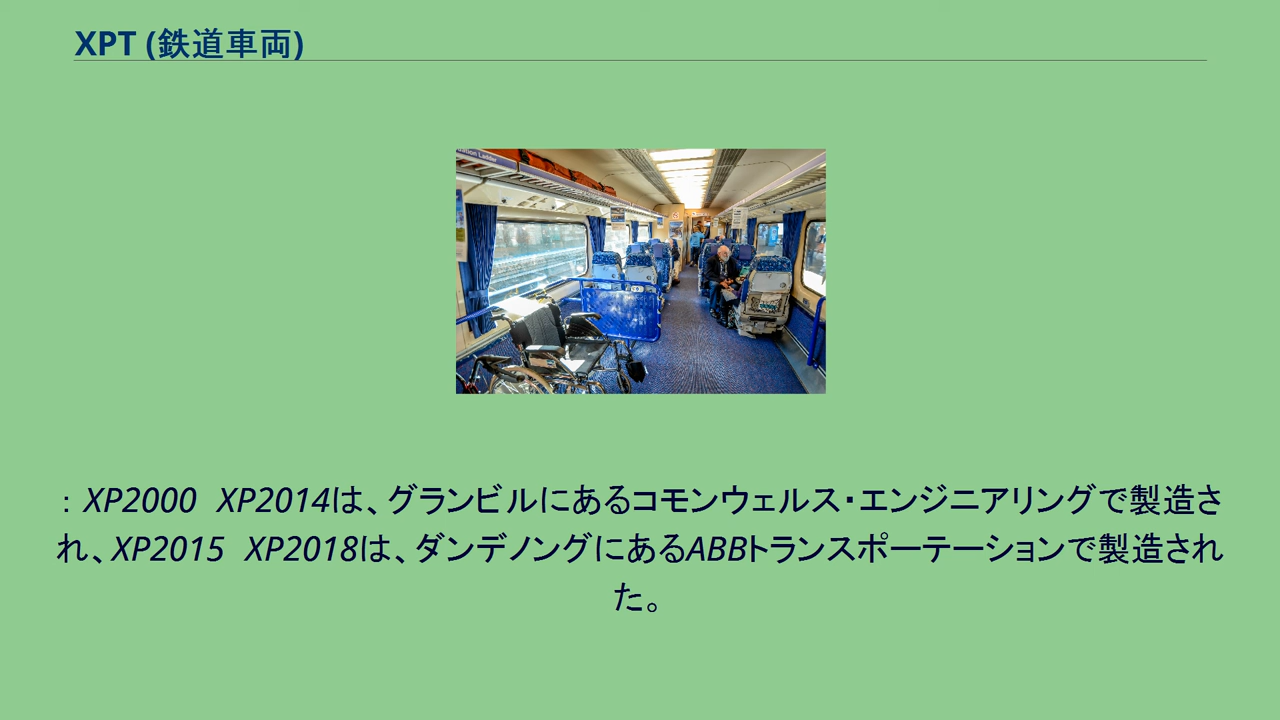 XPT (鉄道車両)
: XP2000 XP2014は、グランビルにあるコモンウェルス・エンジニアリングで製造さ
れ、XP2015 XP2018は、ダンデノングにあるABBトランスポーテーションで製造され
た。